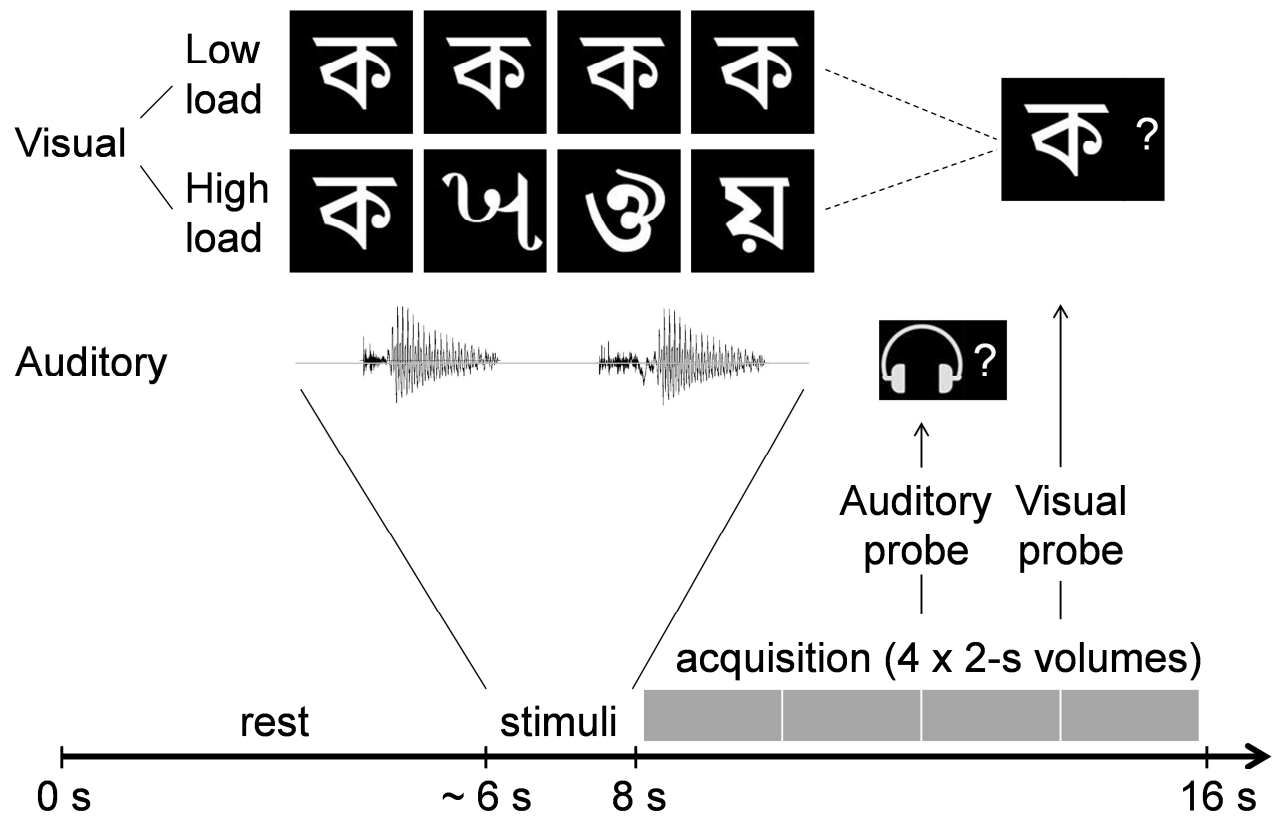 Visual
Low
load
ক ক ক ক
ক ?
High
load
ক খ ঔ য়
Auditory
?
Auditory
probe
Visual
probe
acquisition (4 x 2-s volumes)
rest
stimuli
0 s
~ 6 s
8 s
16 s